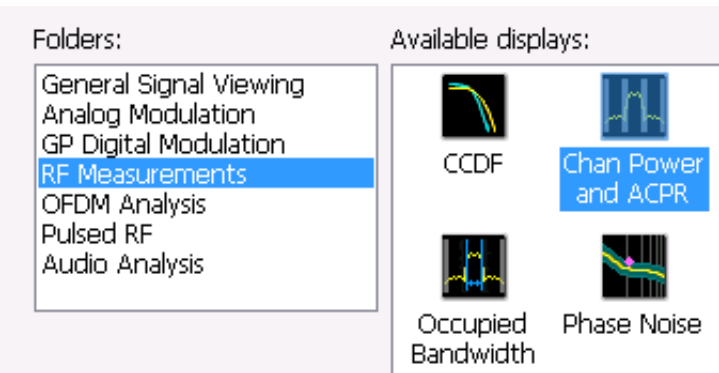 Folders:
General Signal Viewing
Analog Modulation
GP Digital Modulation
RF Measurements
OFDM Analysis
Pulsed RF
Audio Analysis
Available displays:
CCDF
Chan Power
and ACPR
Occupied
Bandwidth
Phase Noise